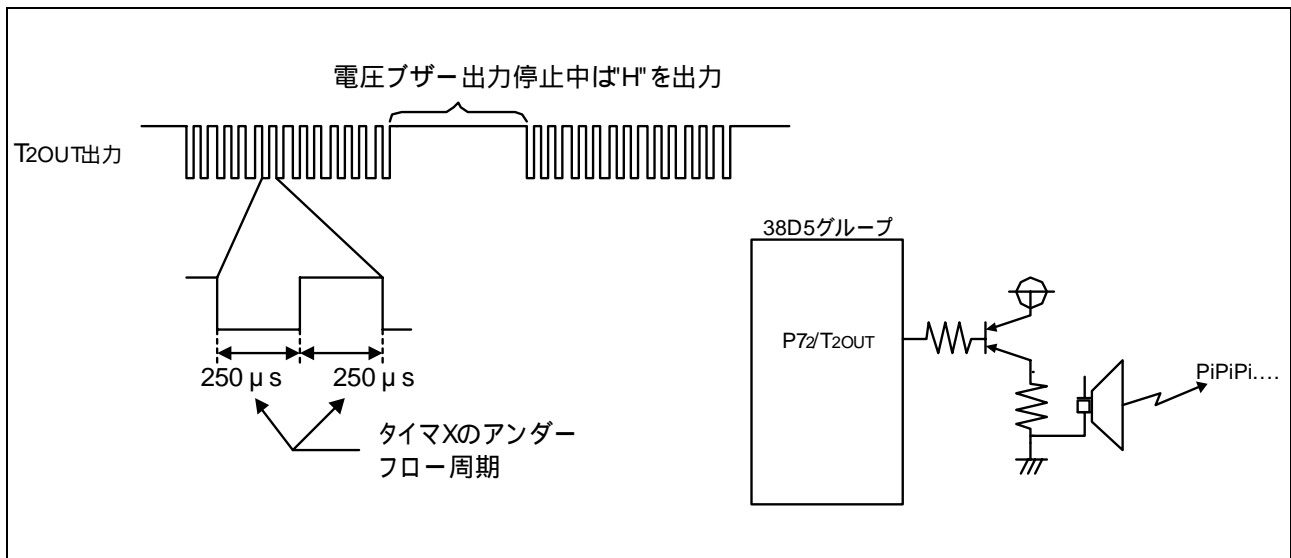 電圧ブザー出力停止中は"H"を出力
T2OUT出力
250 µs 250 µs
タイマXのアンダー
フロー周期
38D5グループ
P72/T2OUT
PiPiPi....